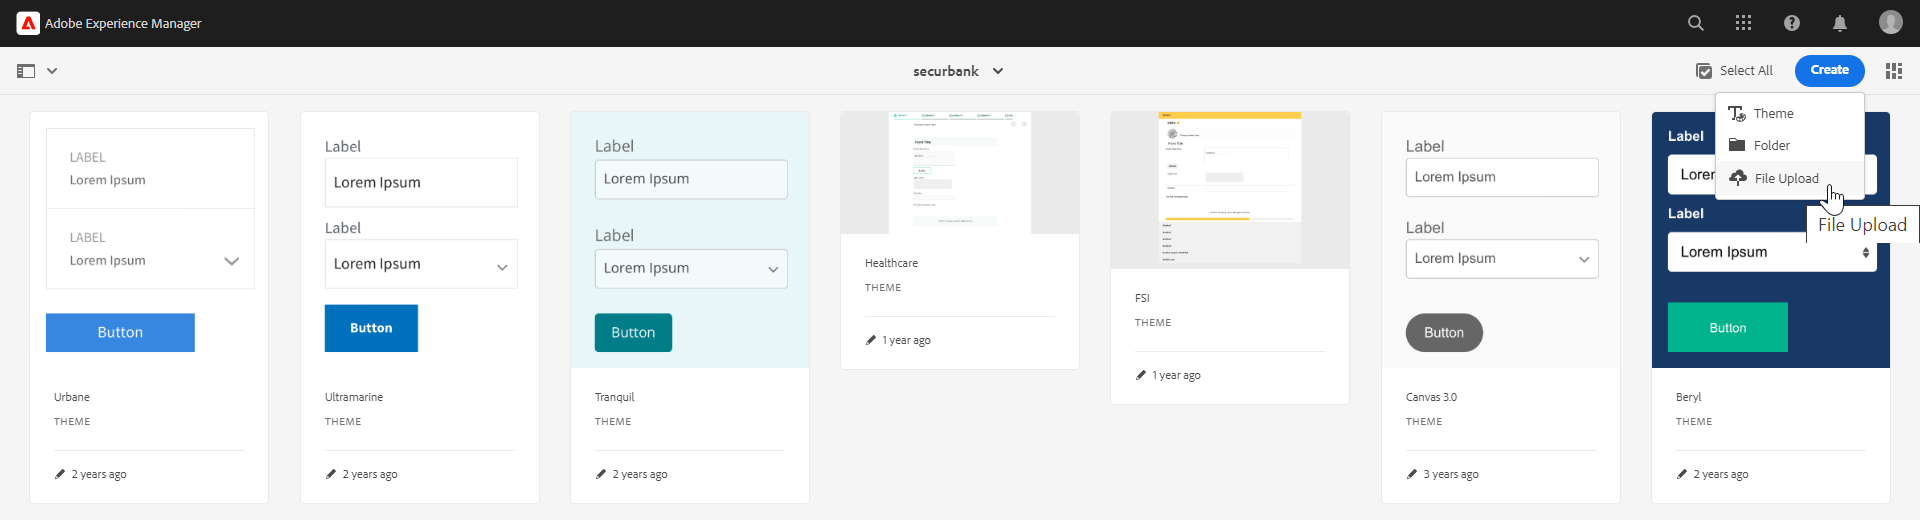 Adobe Experience Manager
securbank
Select All
Create
Theme
Folder
File Upload
File Upload
LABEL
Lorem Ipsum
LABEL
Lorem Ipsum
Button
Urbane
THEME
2 years ago
Label
Lorem Ipsum
Label
Lorem Ipsum
Button
Ultramarine
THEME
2 years ago
Label
Lorem Ipsum
Label
Lorem Ipsum
Button
Tranquil
THEME
2 years ago
Form Title
Healthcare
THEME
1 year ago
Form Title
FSI
THEME
1 year ago
Label
Lorem Ipsum
Label
Lorem Ipsum
Button
Canvas 3.0
THEME
3 years ago
Label
Label
Lorem Ipsum
Button
Beryl
THEME
2 years ago